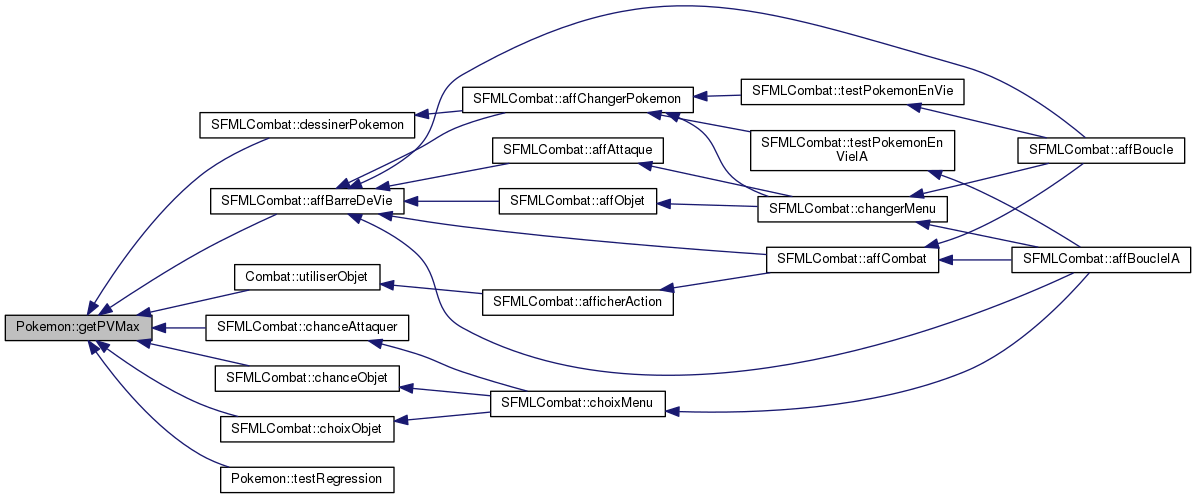 Pokemon::getPVMax
SFMLCombat::dessinerPokemon
SFMLCombat::affBarreDeVie
Combat::utiliserObjet
SFMLCombat::chanceAttaquer
SFMLCombat::chanceObjet
SFMLCombat::choixObjet
Pokemon::testRegression
SFMLCombat::affChangerPokemon
SFMLCombat::affAttaque
SFMLCombat::affObjet
SFMLCombat::afficherAction
SFMLCombat::choixMenu
SFMLCombat::testPokemonEnVie
SFMLCombat::testPokemonEn
VieIA
SFMLCombat::changerMenu
SFMLCombat::affCombat
SFMLCombat::affBoucle
SFMLCombat::affBoucleIA